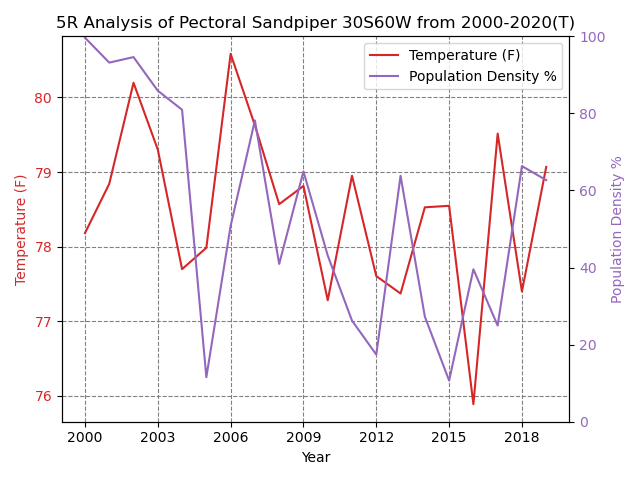 5R Analysis of Pectoral Sandpiper 30S60W from 2000-2020(T)
Temperature (F)
Population Density %
80
79
78
77
76
Temperature (F)
100
80
60
40
20
0
Population Density %
2000 2003 2006 2009 2012 2015 2018
Year